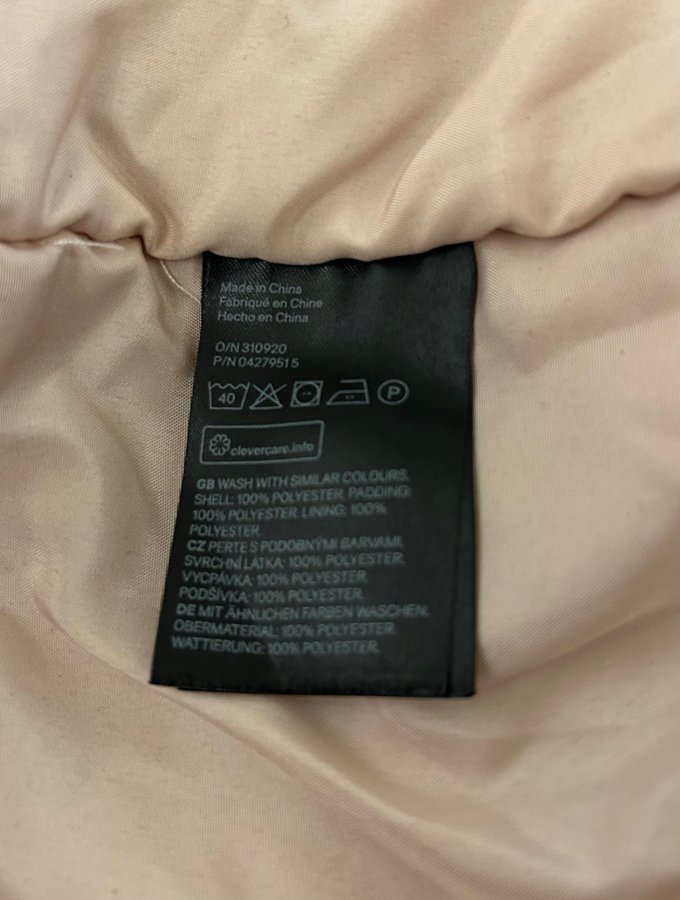 Made in China
Fabriqué en Chine
Hecho en China
O/N 310920
P/N 04279515
40 P
clevercare.info
GB WASH WITH SIMILAR COLOURS.
SHELL: 100% POLYESTER. PADDING:
100% POLYESTER. LINING: 100%
POLYESTER.
CZ PERTE S PODOBNÝMI BARVAMI.
SVRCHNÍ LÁTKA: 100% POLYESTER.
VYCPÁVKA: 100% POLYESTER.
PODŠÍVKA: 100% POLYESTER.
DE MIT ÄHNLICHEN FARBEN WASCHEN.
OBERMATERIAL: 100% POLYESTER.
WATTIERUNG: 100% POLYESTER.